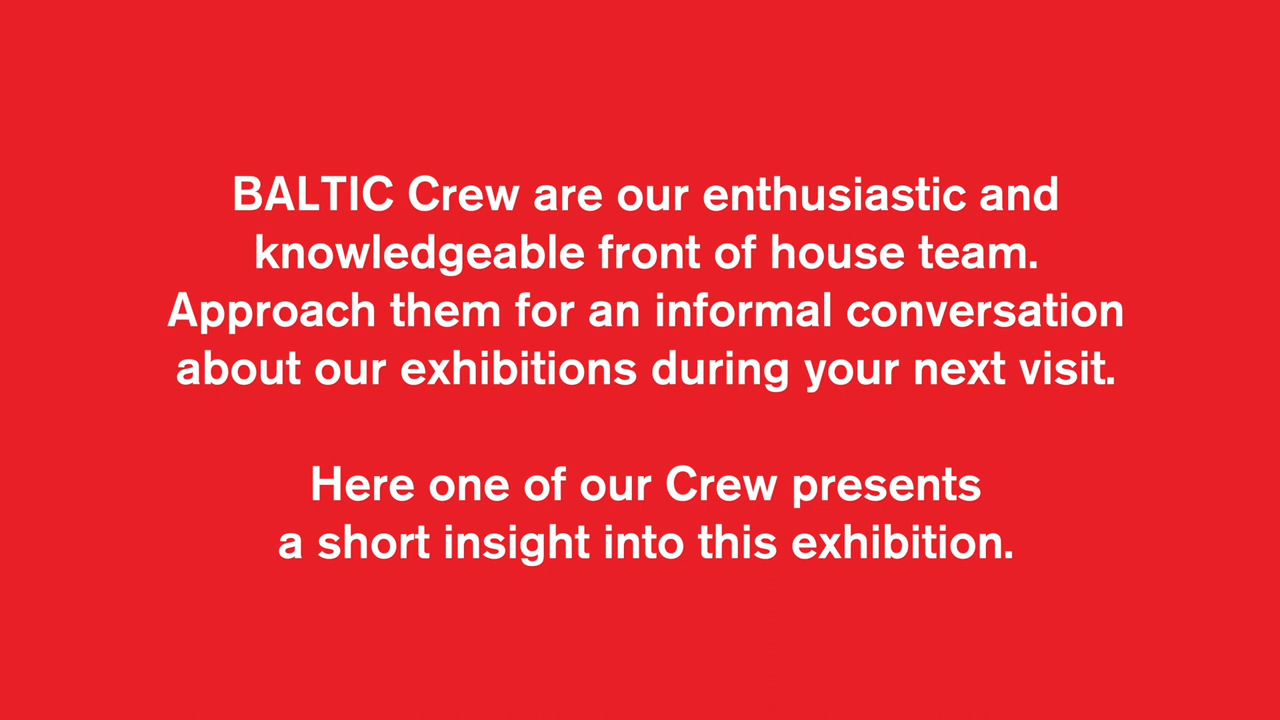 BALTIC Crew are our enthusiastic and
knowledgeable front of house team.
Approach them for an informal conversation
about our exhibitions during your next visit.
Here one of our Crew presents
a short insight into this exhibition.